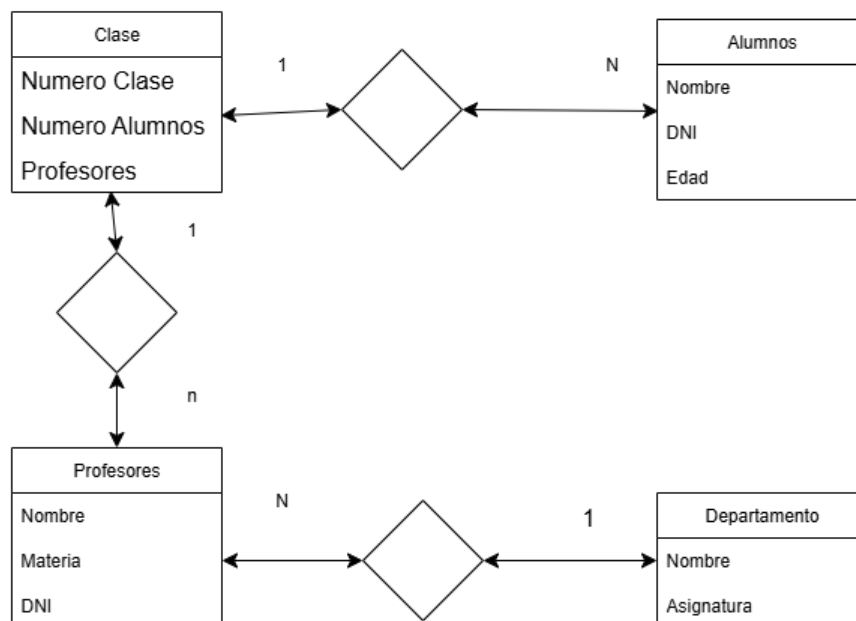 Clase
Numero Clase
Numero Alumnos
Profesores
1
N
Alumnos
Nombre
DNI
Edad
1
n
Profesores
Nombre
Materia
DNI
N
1
Departamento
Nombre
Asignatura